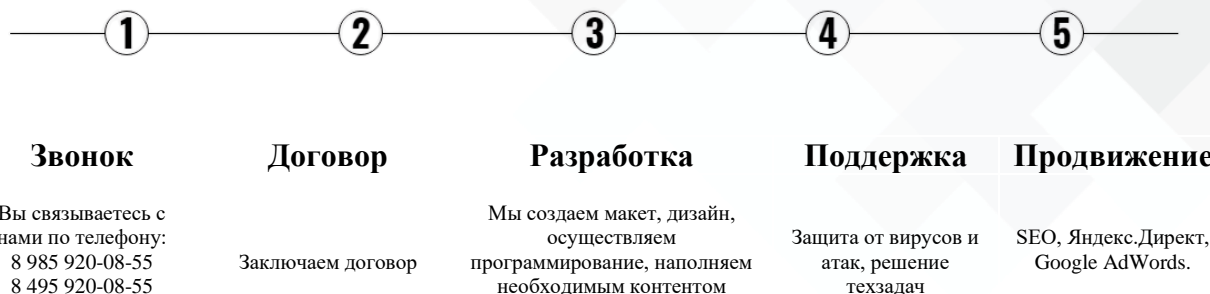 1 2 3 4 5
Звонок Договор Разработка Поддержка Продвижение
Вы связываетесь с
нами по телефону:
8 985 920-08-55
8 495 920-08-55
Заключаем договор
Мы создаем макет, дизайн,
осуществляем
программирование, наполняем
необходимым контентом
Защита от вирусов и
атак, решение
техзадач
SEO, Яндекс.Директ,
Google AdWords.